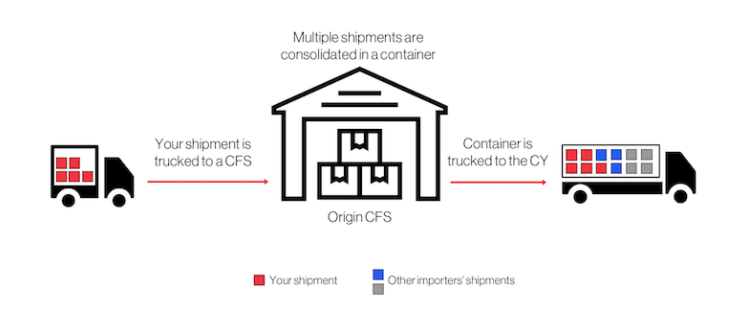 Multiple shipments are
consolidated in a container
Your shipment is
trucked to a CFS
Container is
trucked to the CY
Origin CFS
Your shipment
Other importers' shipments